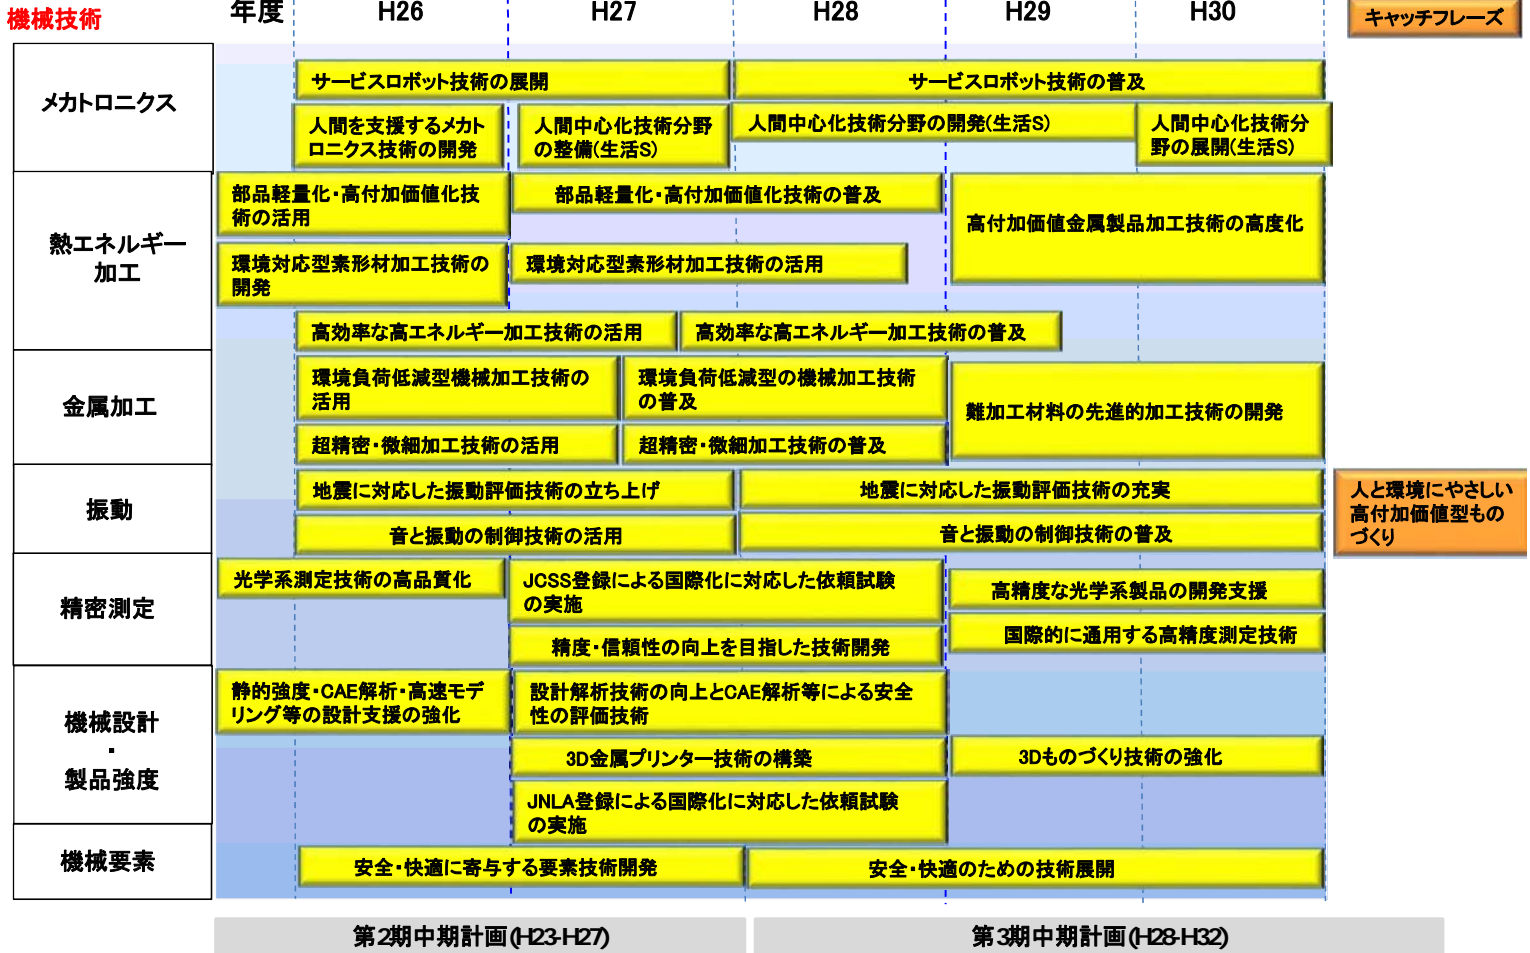 機械技術
年度
H26
H27
H28
H29
H30
キャッチフレーズ
メカトロニクス
サービスロボット技術の展開
サービスロボット技術の普及
人間を支援するメカト
ロニクス技術の開発
人間中心化技術分野
の整備(生活S)
人間中心化技術分野の開発(生活S)
人間中心化技術分
野の展開(生活S)
熱エネルギー
加工
部品軽量化・高付加価値化技
術の活用
部品軽量化・高付加価値化技術の普及
高付加価値金属製品加工技術の高度化
環境対応型素形材加工技術の
開発
環境対応型素形材加工技術の活用
高効率な高エネルギー加工技術の活用
高効率な高エネルギー加工技術の普及
金属加工
環境負荷低減型機械加工技術の
活用
環境負荷低減型の機械加工技術
の普及
難加工材料の先進的加工技術の開発
超精密・微細加工技術の活用
超精密・微細加工技術の普及
振動
地震に対応した振動評価技術の立ち上げ
地震に対応した振動評価技術の充実
音と振動の制御技術の活用
音と振動の制御技術の普及
人と環境にやさしい
高付加価値型もの
づくり
精密測定
光学系測定技術の高品質化
JCSS登録による国際化に対応した依頼試験
の実施
高精度な光学系製品の開発支援
精度・信頼性の向上を目指した技術開発
国際的に通用する高精度測定技術
機械設計
・
製品強度
静的強度・CAE解析・高速モデ
リング等の設計支援の強化
設計解析技術の向上とCAE解析等による安全
性の評価技術
3D金属プリンター技術の構築
3Dものづくり技術の強化
JNLA登録による国際化に対応した依頼試験
の実施
機械要素
安全・快適に寄与する要素技術開発
安全・快適のための技術展開
第2期中期計画(H23-H27)
第3期中期計画(H28-H32)